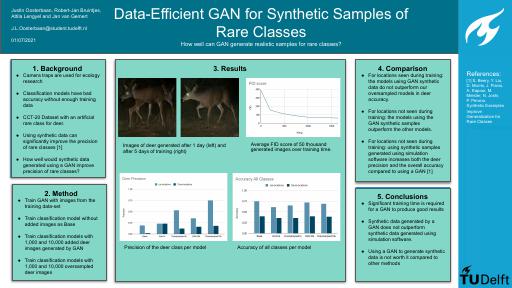 Justin Oosterbaan, Robert-Jan Bruintjes,
Attila Lengyel and Jan van Gemert
J.L.Oosterbaan@student.tudelft.nl
01/07/2021
Data-Efficient GAN for Synthetic Samples of
Rare Classes
How well can GAN generate realistic samples for rare classes?
1. Background
Camera traps are used for ecology
research
Classification models have bad
accuracy without enough training
data
CCT-20 Dataset with an artificial
rare class for deer.
Using synthetic data can
significantly improve the precision
of rare classes [1]
How well would synthetic data
generated using a GAN improve
precision of rare classes?
2. Method
Train GAN with images from the
training data-set
Train classification model without
added images as Base
Train classification models with
1,000 and 10,000 added deer
images generated by GAN
Train classification models with
1,000 and 10,000 oversampled
deer images
3. Results
FID score
Images of deer generated after 1 day (left) and
after 5 days of training (right)
Average FID score of 50 thousand
generated images over training time.
Deer Precision
Accuracy All Classes
Precision of the deer class per model
Accuracy of all classes per model
4. Comparison
For locations seen during training:
the models using the GAN
synthetic data do not outperform our
oversampled models in deer
accuracy.
For locations not seen during
training: the models using the
GAN synthetic samples
outperform the other models.
For locations not seen during
training: using synthetic samples
generated using simulation
software increases both the deer
precision and the overall accuracy
compared to using a GAN [1]
5. Conclusions
Significant training time is required
for a GAN to produce good results
Synthetic data generated by a
GAN does not outperform
synthetic data generated using
simulation software.
Using a GAN to generate synthetic
data is not worth it compared to
other methods
References:
[1] S. Beery, Y. Liu,
D. Morris, J. Piavis,
A. Kapoor, M.
Meister, N. Joshi,
P. Perona.
Synthetic Examples
Improve
Generalization for
Rare Classes
TUDelft